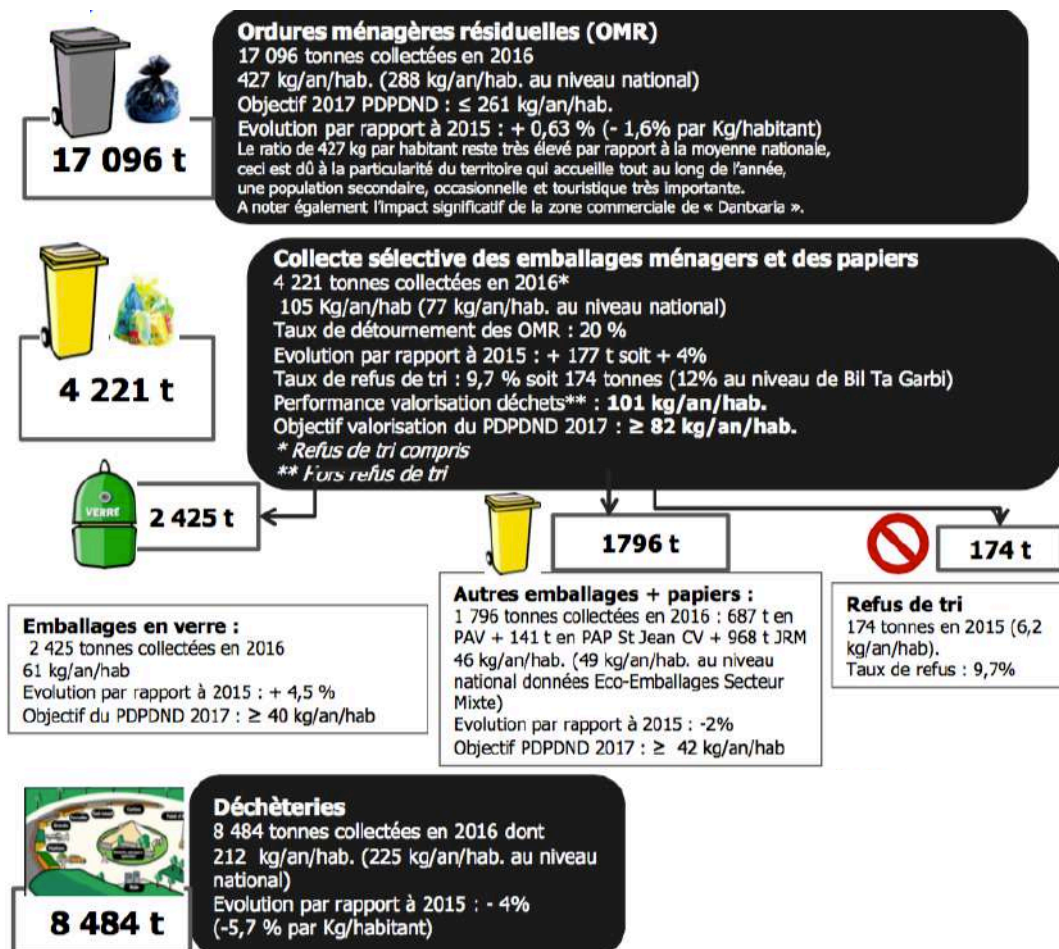 Ordures ménagères résiduelles (OMR)
17 096 tonnes collectées en 2016
427 kg/an/hab. (288 kg/an/hab. au niveau national)
Objectif 2017 PDPDND : ≤ 261 kg/an/hab.
Evolution par rapport à 2015 : + 0,63 % (- 1,6% par Kg/habitant)
Le ratio de 427 kg par habitant reste très élevé par rapport à la moyenne nationale,
ceci est dû à la particularité du territoire qui accueille tout au long de l'année,
une population secondaire, occasionnelle et touristique très importante.
A noter également l'impact significatif de la zone commerciale de « Dantxaria ».
17 096 t
Collecte sélective des emballages ménagers et des papiers
4 221 tonnes collectées en 2016*
105 Kg/an/hab (77 kg/an/hab. au niveau national)
Taux de détournement des OMR : 20 %
Evolution par rapport à 2015 : + 177 t soit + 4%
Taux de refus de tri : 9,7 % soit 174 tonnes (12% au niveau de Bil Ta Garbi)
Performance valorisation déchets** : 101 kg/an/hab.
Objectif valorisation du PDPDND 2017 : ≥ 82 kg/an/hab.
* Refus de tri compris
** Hors refus de tri
4 221 t
VERRE
2 425 t
1796 t
174 t
Emballages en verre :
2 425 tonnes collectées en 2016
61 kg/an/hab
Evolution par rapport à 2015 : + 4,5 %
Objectif du PDPDND 2017 : ≥ 40 kg/an/hab
Autres emballages + papiers :
1 796 tonnes collectées en 2016 : 687 t en
PAV + 141 t en PAP St Jean CV + 968 t JRM
46 kg/an/hab. (49 kg/an/hab. au niveau
national données Eco-Emballages Secteur
Mixte)
Evolution par rapport à 2015 : -2%
Objectif PDPDND 2017 : ≥ 42 kg/an/hab
Refus de tri
174 tonnes en 2015 (6,2
kg/an/hab).
Taux de refus : 9,7%
Déchèteries
8 484 tonnes collectées en 2016 dont
212 kg/an/hab. (225 kg/an/hab. au niveau
national)
Evolution par rapport à 2015 : - 4%
(-5,7 % par Kg/habitant)
8 484 t